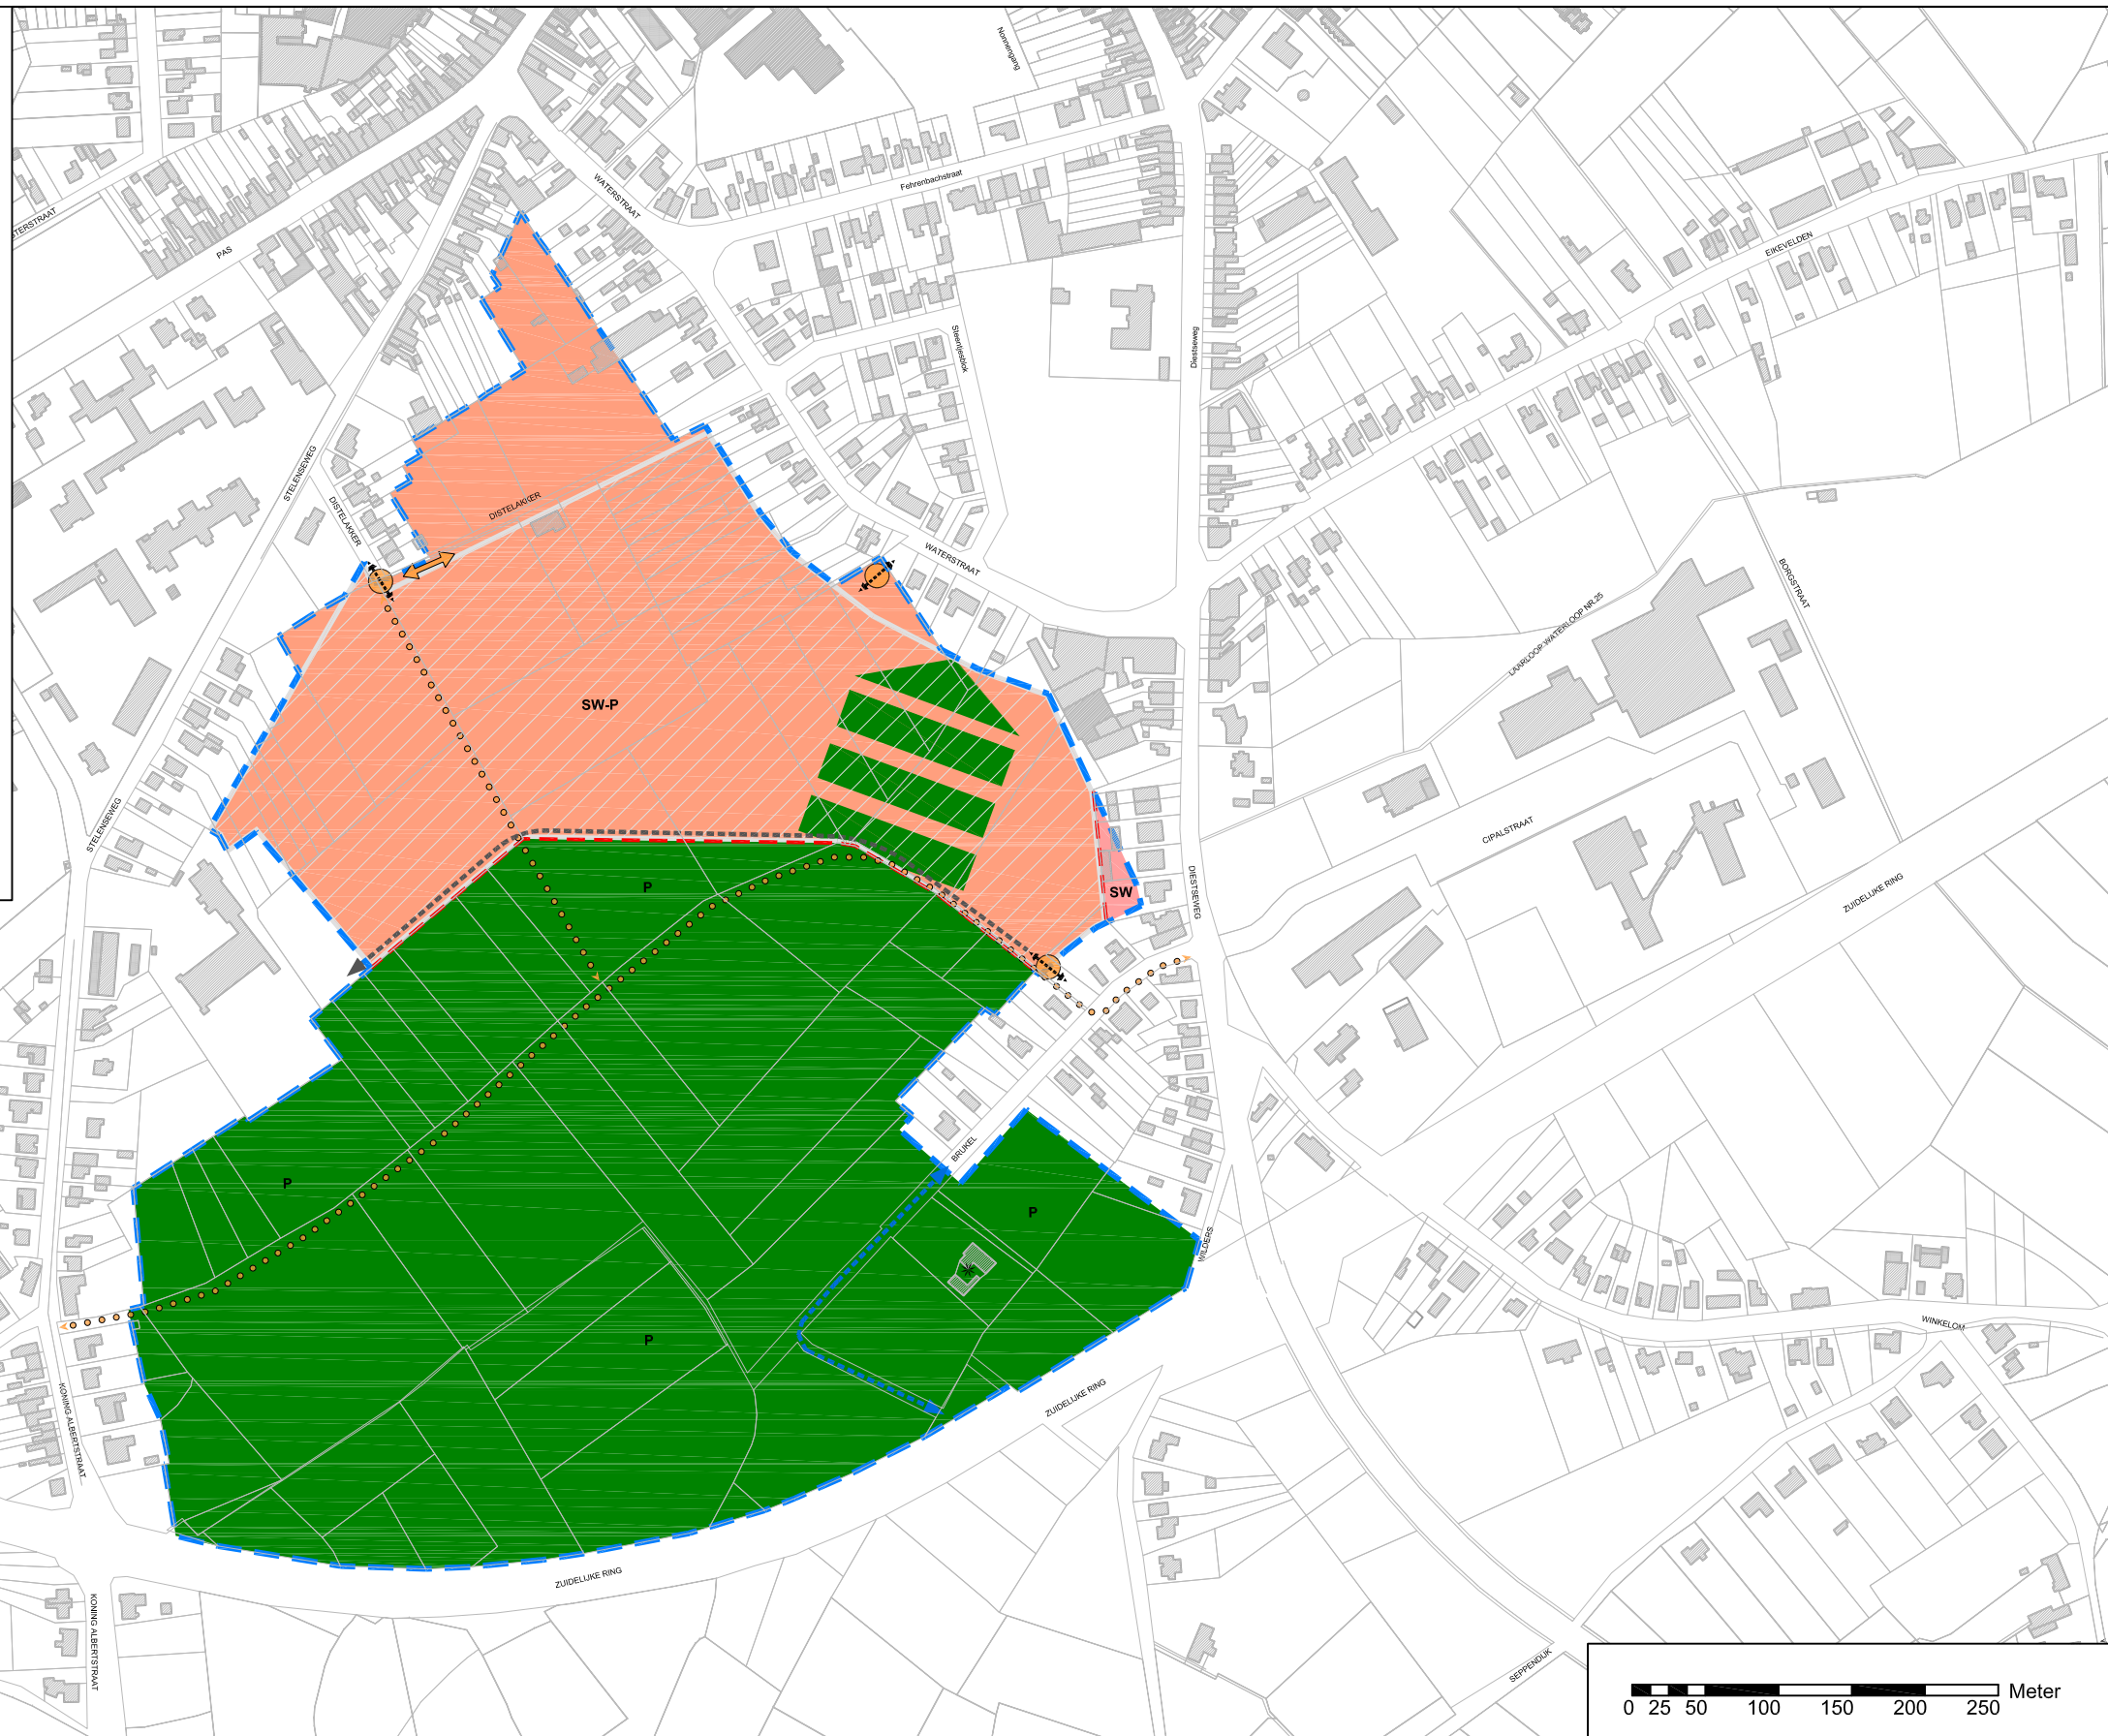 Nonnengang
WATERSTRAAT
Fehrenbachstraat
TERSTRAAT
PAS
EIKEVELDEN
Steentjesblok
Diestseweg
STELENSEWEG
DISTELAKKER
DISTELAKKER
WATERSTRAAT
BORGSTRAAT
LAARLOOP-WATERLOOP NR.25
SW-P
STELENSEWEG
CIPALSTRAAT
P
SW
DIESTSEWEG
ZUIDELIJKE RING
BRUKEL
P
P
WILDERS
WINKELOM
P
ZUIDELIJKE RING
KONING ALBERTSTRAAT
ZUIDELIJKE RING
KONING ALBERTSTRAAT
SEPPENDIJK
Meter
0 25 50 100 150 200 250